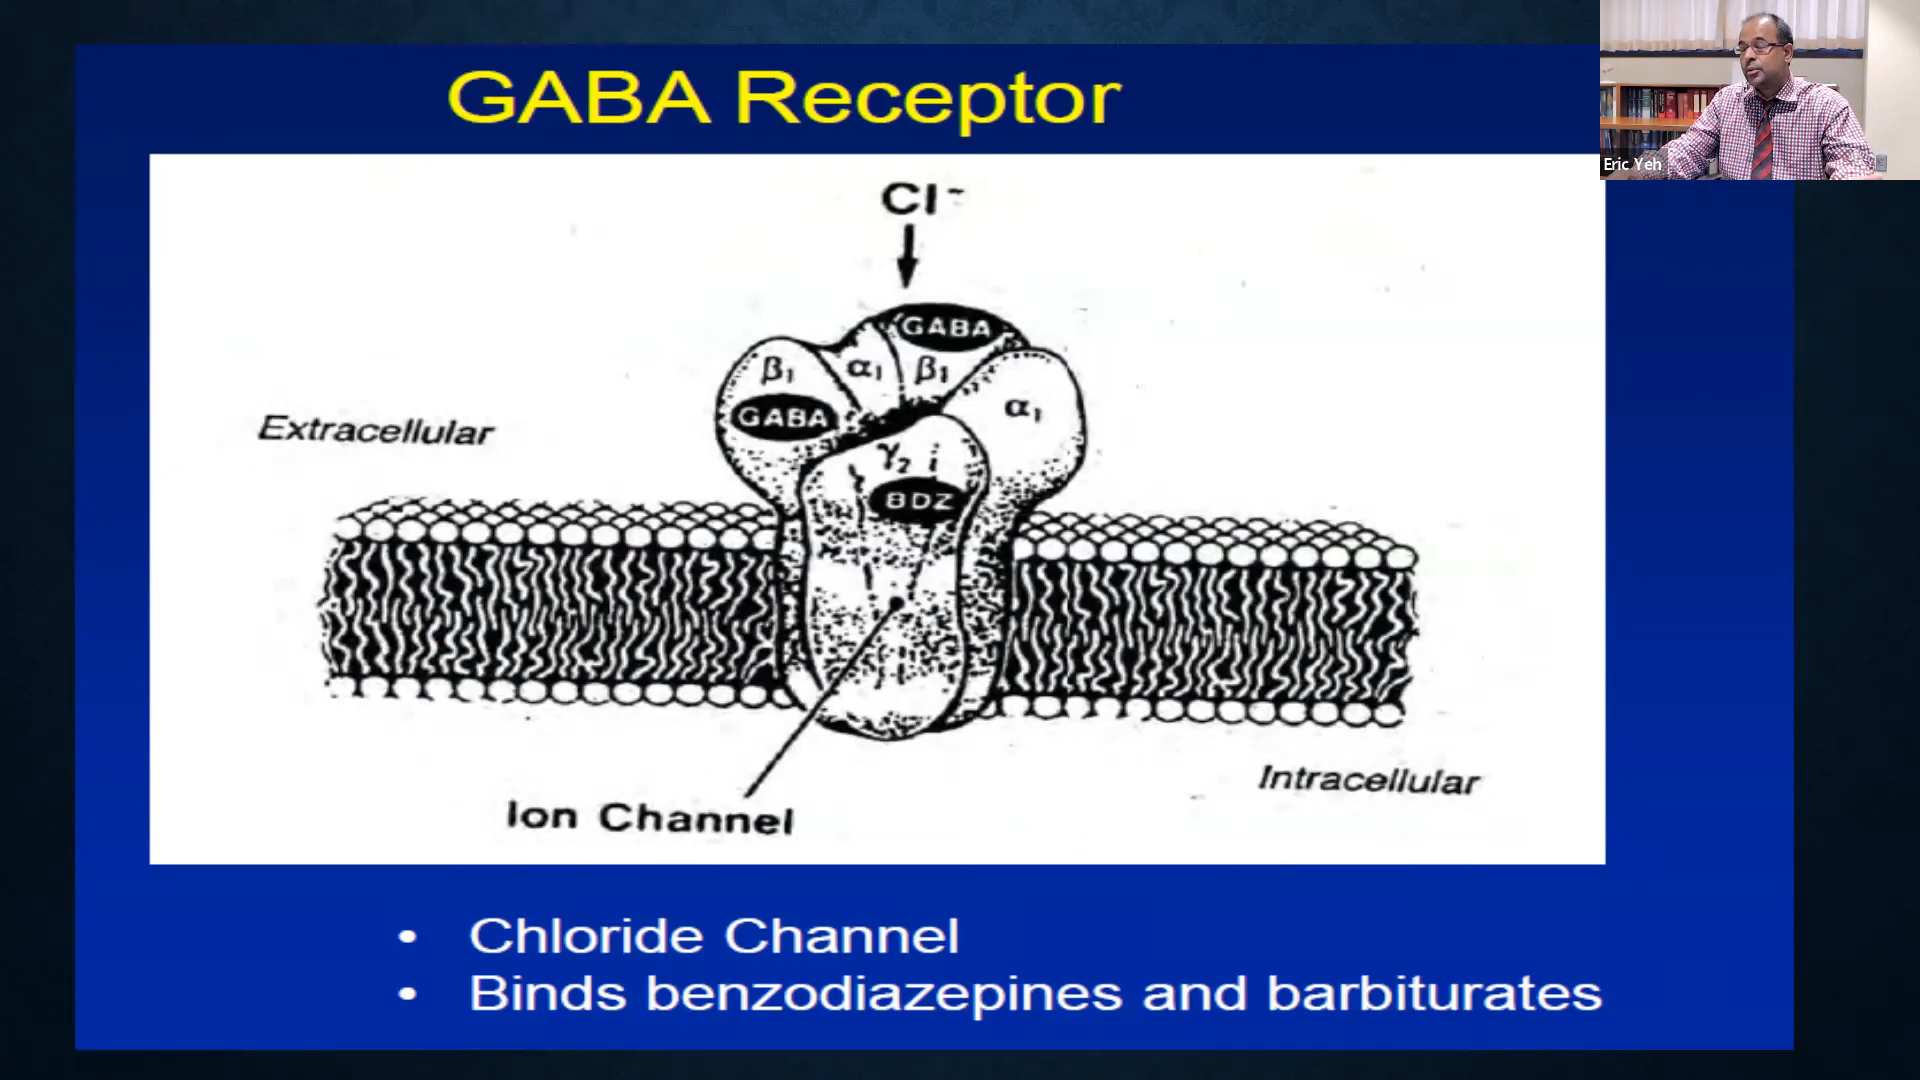 GABA Receptor
Eric Yeh
Cl⁻
GABA
β₁ α₁ β₁
α₁
GABA
Extracellular
γ₂
BDZ
Intracellular
Ion Channel
• Chloride Channel
• Binds benzodiazepines and barbiturates